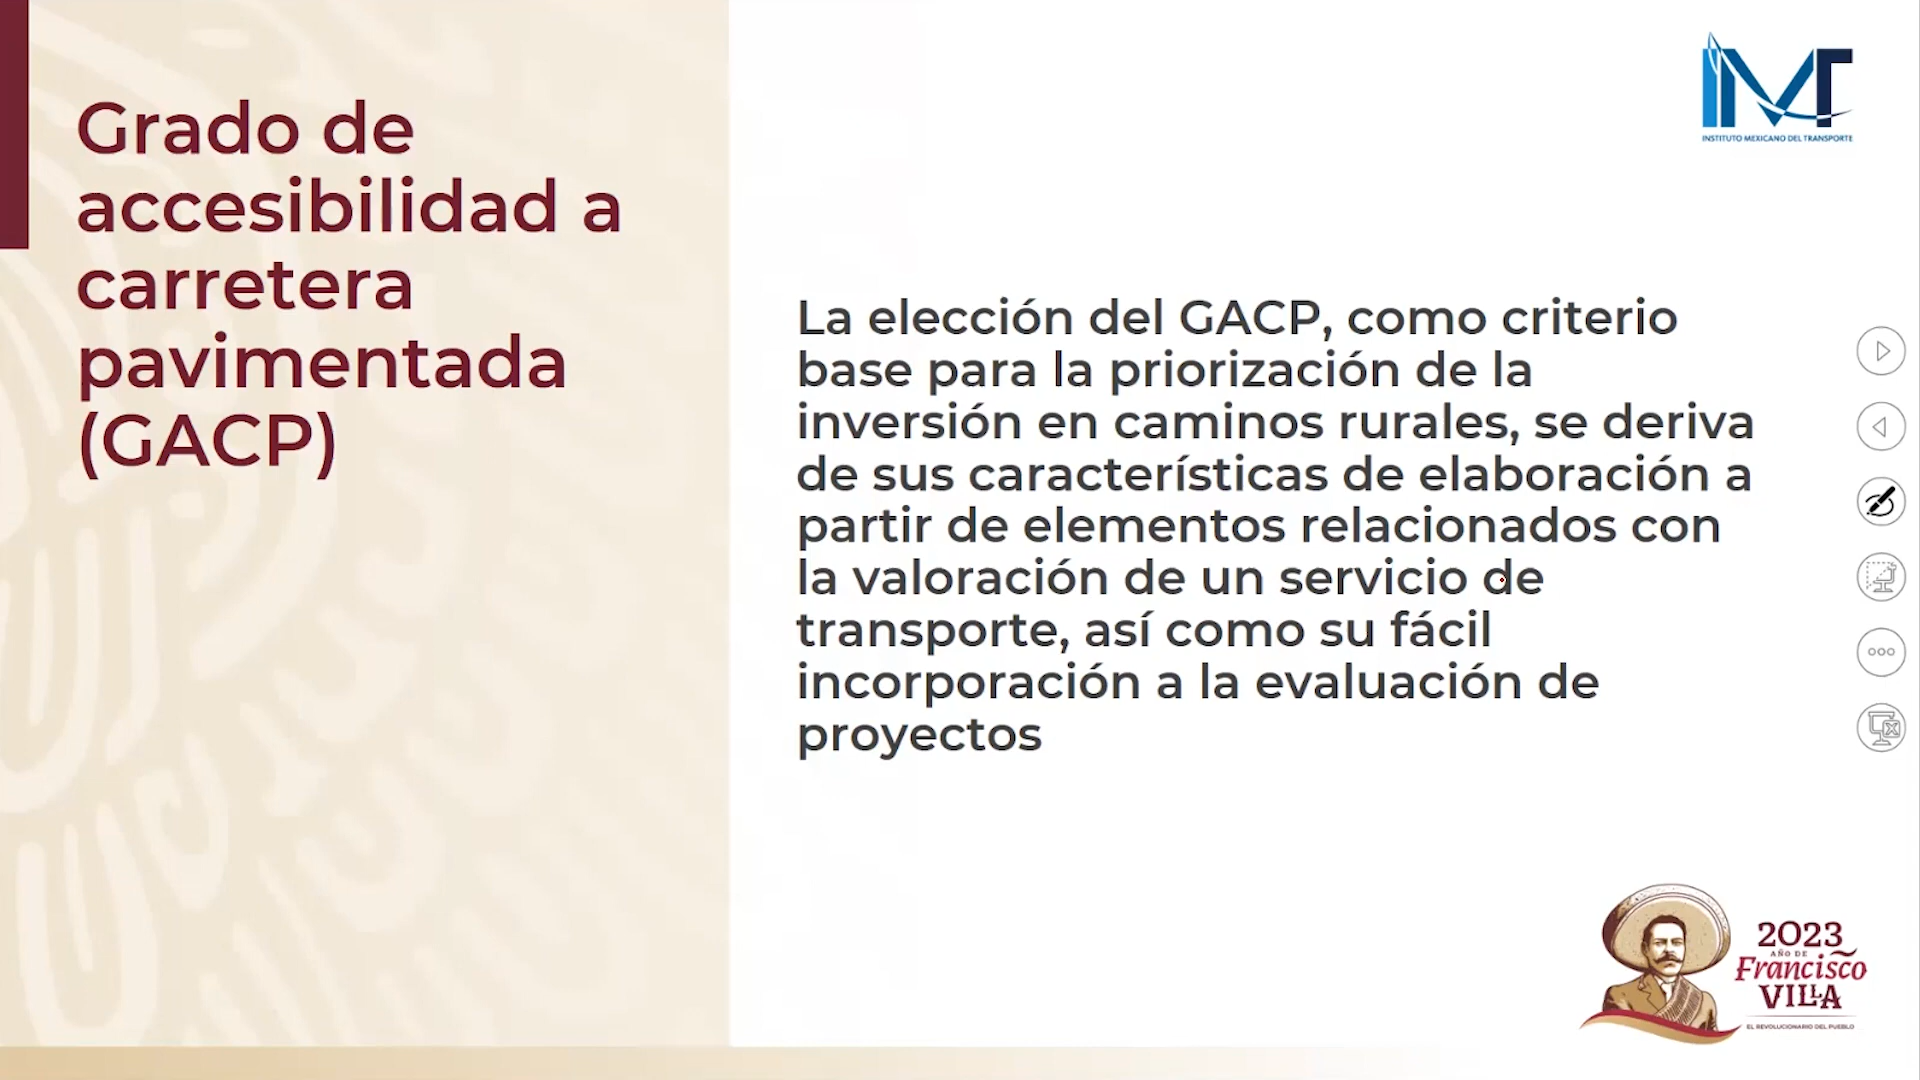 Grado de
accesibilidad a
carretera
pavimentada
(GACP)
IMT
INSTITUTO MEXICANO DEL TRANSPORTE
La elección del GACP, como criterio
base para la priorización de la
inversión en caminos rurales, se deriva
de sus características de elaboración a
partir de elementos relacionados con
la valoración de un servicio de
transporte, así como su fácil
incorporación a la evaluación de
proyectos
2023
AÑO DE
Francisco
VILLA
EL REVOLUCIONARIO DEL PUEBLO